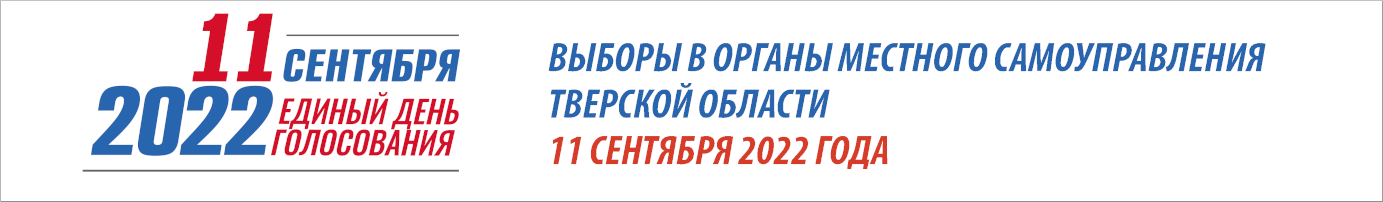 11 СЕНТЯБРЯ
2022 ЕДИНЫЙ ДЕНЬ
ГОЛОСОВАНИЯ
ВЫБОРЫ В ОРГАНЫ МЕСТНОГО САМОУПРАВЛЕНИЯ
ТВЕРСКОЙ ОБЛАСТИ
11 СЕНТЯБРЯ 2022 ГОДА